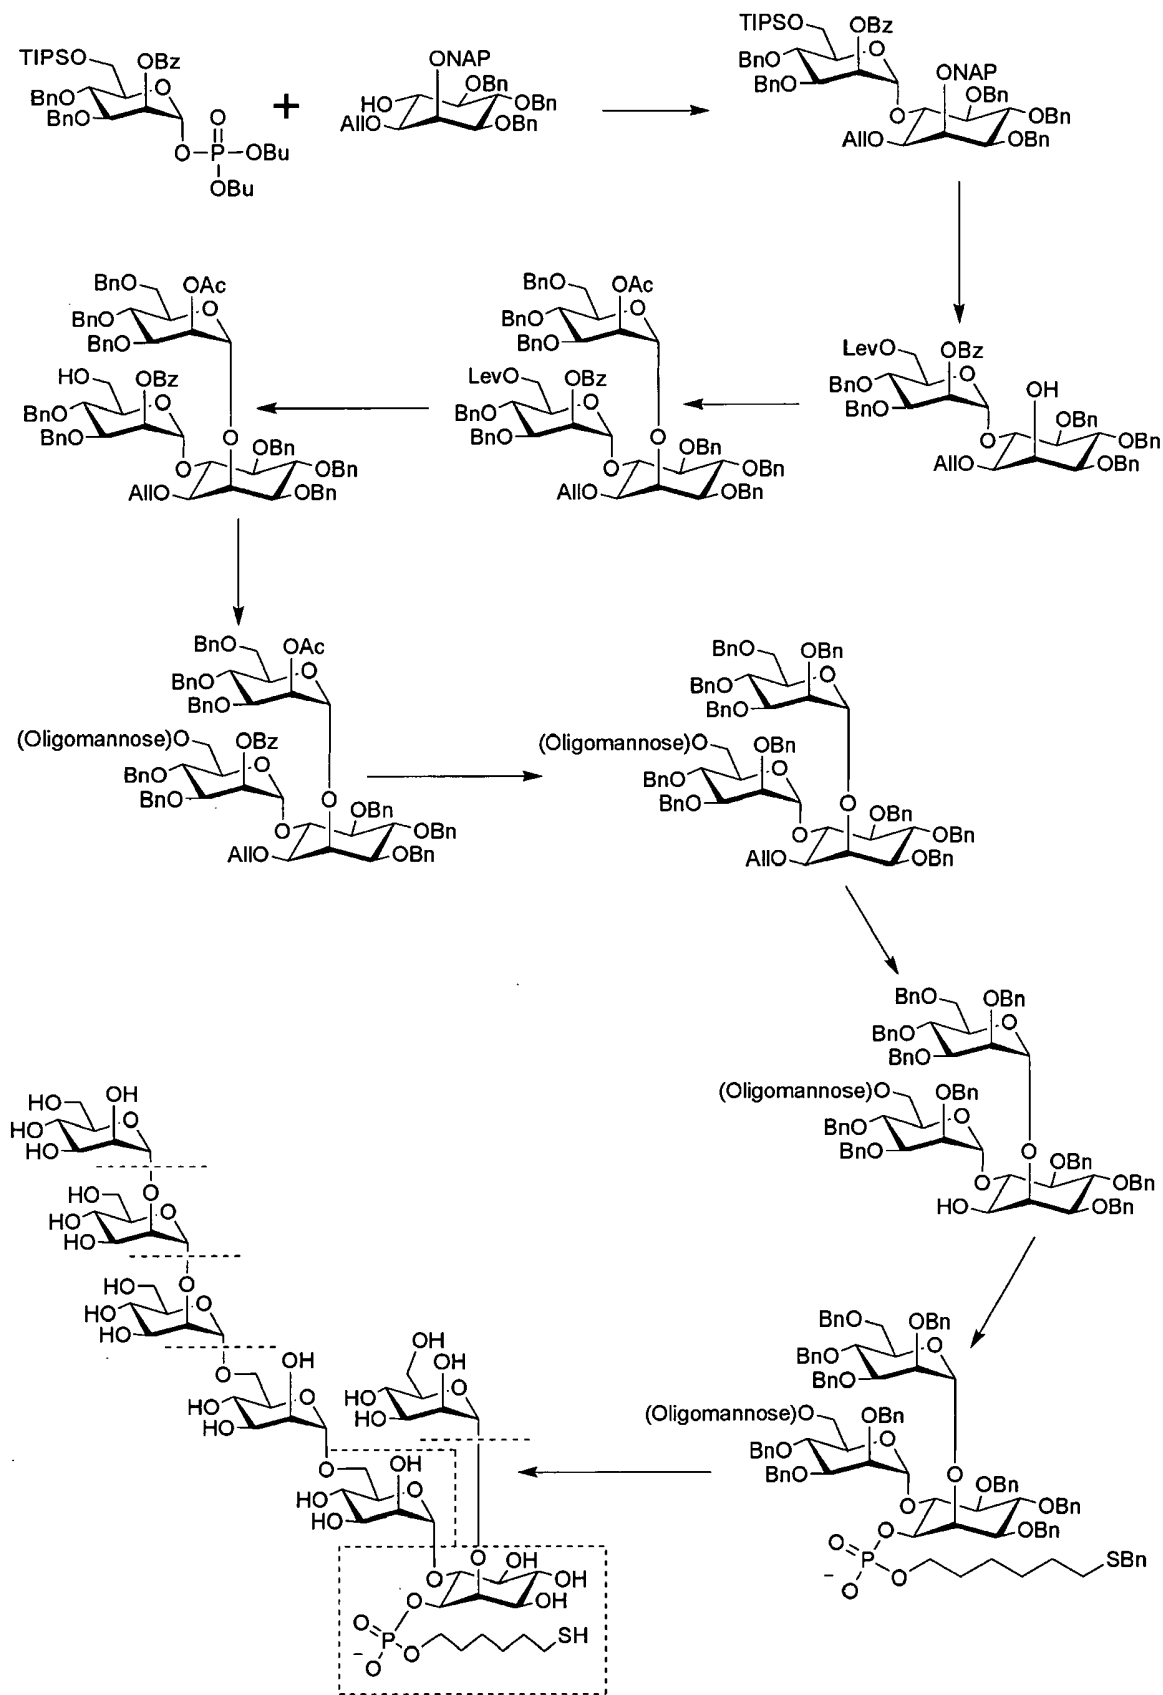 TIPSO OBz
BnO O
BnO
O
O P OBu
OBu
+
ONAP
HO OBn
OBn
AllO OBn
TIPSO OBz
BnO O
BnO
ONAP
O OBn
OBn
AllO OBn
BnO OAc
BnO O
BnO
HO OBz
BnO O
BnO
O
O OBn
OBn
AllO OBn
BnO OAc
BnO O
BnO
LevO OBz
BnO O
BnO
O
O OBn
OBn
AllO OBn
LevO OBz
BnO O
BnO
OH
O OBn
OBn
AllO OBn
BnO OAc
BnO O
BnO
(Oligomannose)O OBz
BnO O
BnO
O
O OBn
OBn
AllO OBn
BnO OBn
BnO O
BnO
(Oligomannose)O OBn
BnO O
BnO
O
O OBn
OBn
AllO OBn
BnO OBn
BnO O
BnO
(Oligomannose)O OBn
BnO O
BnO
O
O OBn
OBn
HO OBn
BnO OBn
BnO O
BnO
(Oligomannose)O OBn
BnO O
BnO
O
O OBn
OBn
O OBn
O P
−O O SBn
HO OH
HO O
HO
O
HO
HO O
HO
O
HO
HO O
HO
O OH
HO O
HO
OH
OH
HO O
HO
O OH
HO O
HO
O
O OH
OH
O OH
O P
−O O SH